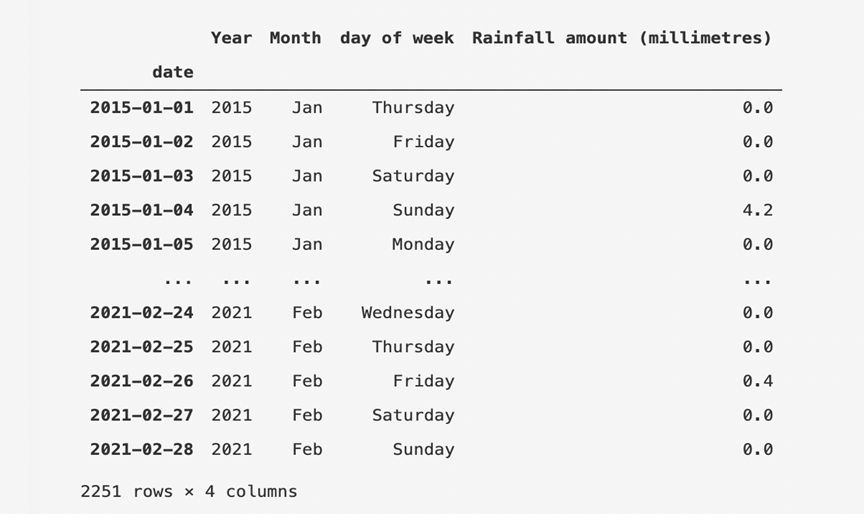 Year Month day of week Rainfall amount (millimetres)
date
2015-01-01 2015 Jan Thursday 0.0
2015-01-02 2015 Jan Friday 0.0
2015-01-03 2015 Jan Saturday 0.0
2015-01-04 2015 Jan Sunday 4.2
2015-01-05 2015 Jan Monday 0.0
... ... ... ... ...
2021-02-24 2021 Feb Wednesday 0.0
2021-02-25 2021 Feb Thursday 0.0
2021-02-26 2021 Feb Friday 0.4
2021-02-27 2021 Feb Saturday 0.0
2021-02-28 2021 Feb Sunday 0.0
2251 rows × 4 columns